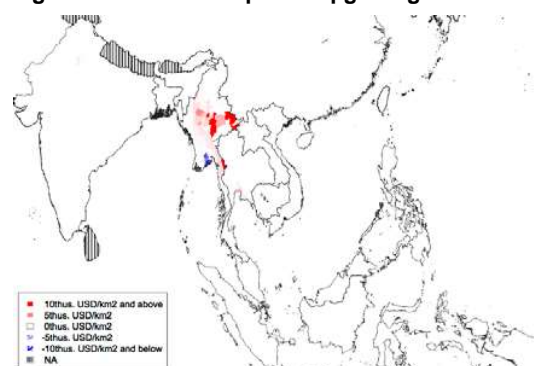 10thus. USD/km2 and above
5thus. USD/km2
0thus. USD/km2
-5thus. USD/km2
-10thus. USD/km2 and below
NA